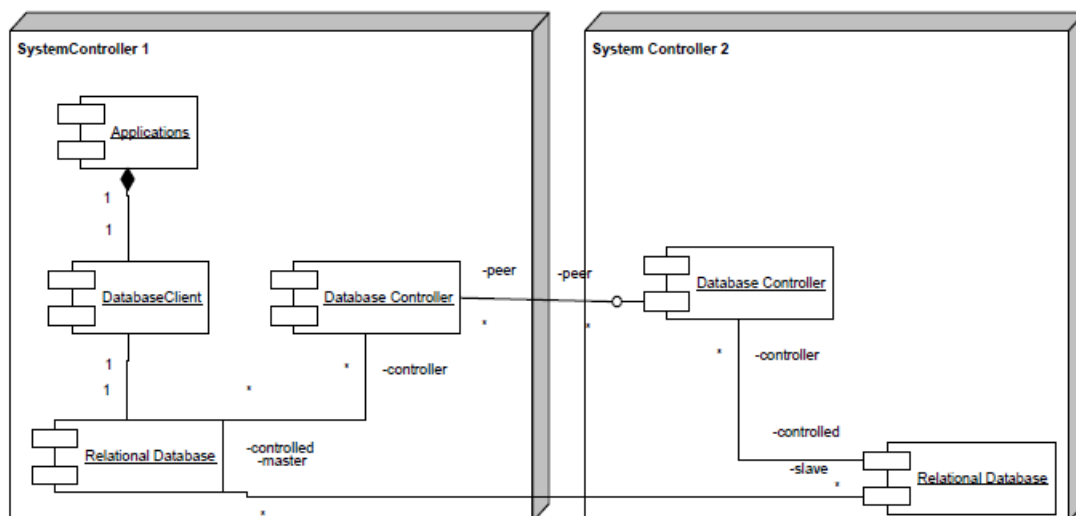 SystemController 1
System Controller 2
Applications
1
1
-peer
-peer
DatabaseClient
Database Controller
Database Controller
*
*
1
*
-controller
*
-controller
1
*
-controlled
-controlled
-master
Relational Database
-slave
Relational Database
*
*